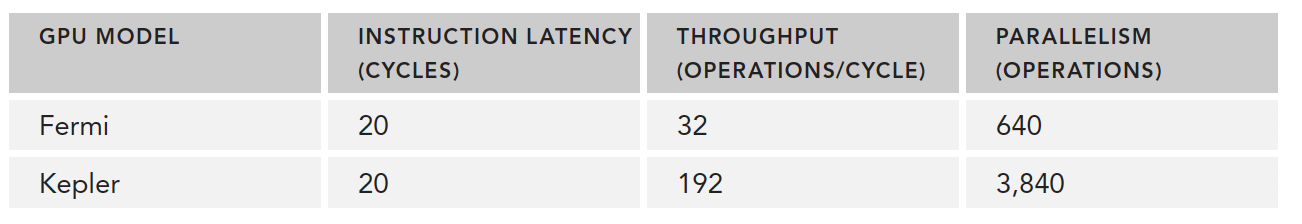 GPU MODEL
INSTRUCTION LATENCY (CYCLES)
THROUGHPUT (OPERATIONS/CYCLE)
PARALLELISM (OPERATIONS)
Fermi 20 32 640
Kepler 20 192 3,840